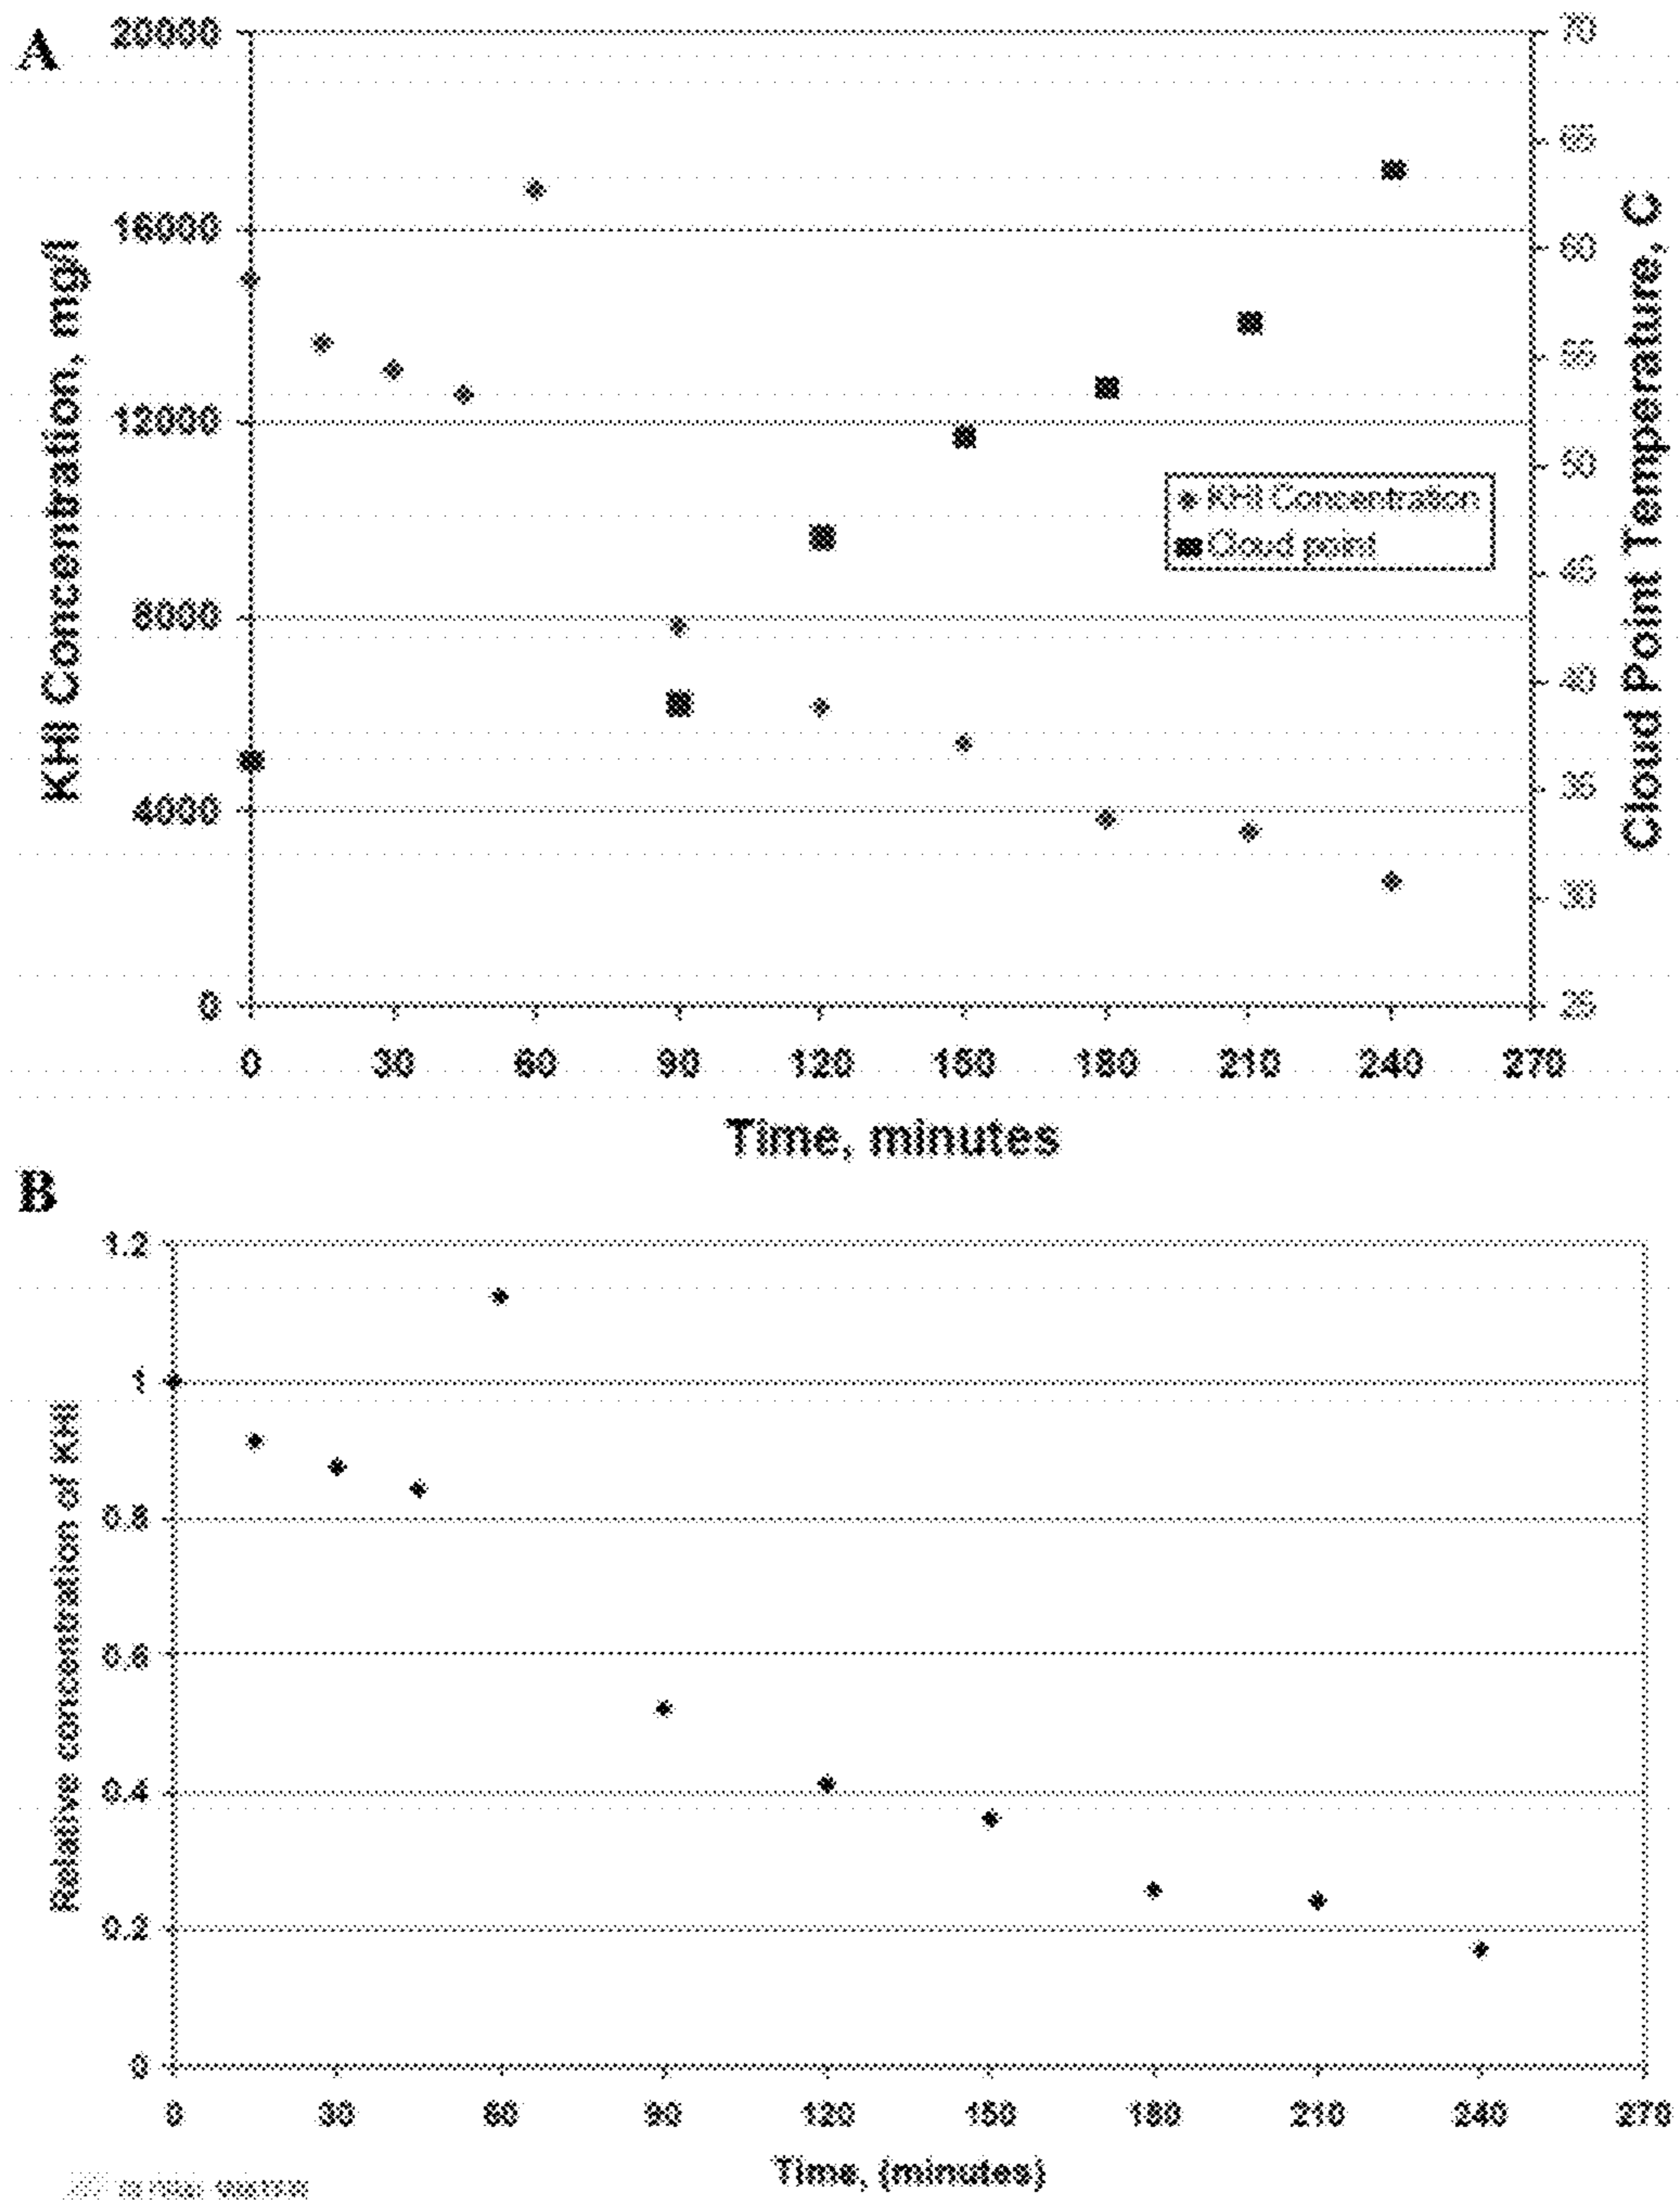 A
20000
16000
12000
8000
4000
0
KHI Concentration, mg/l
70
65
60
55
50
45
40
35
30
25
Cloud Point Temperature, C
KHI Concentration
Cloud point
0 30 60 90 120 150 180 210 240 270
Time, minutes
B
1.2
1
0.8
0.6
0.4
0.2
0
Relative concentration of KHI
0 30 60 90 120 150 180 210 240 270
Time, (minutes)